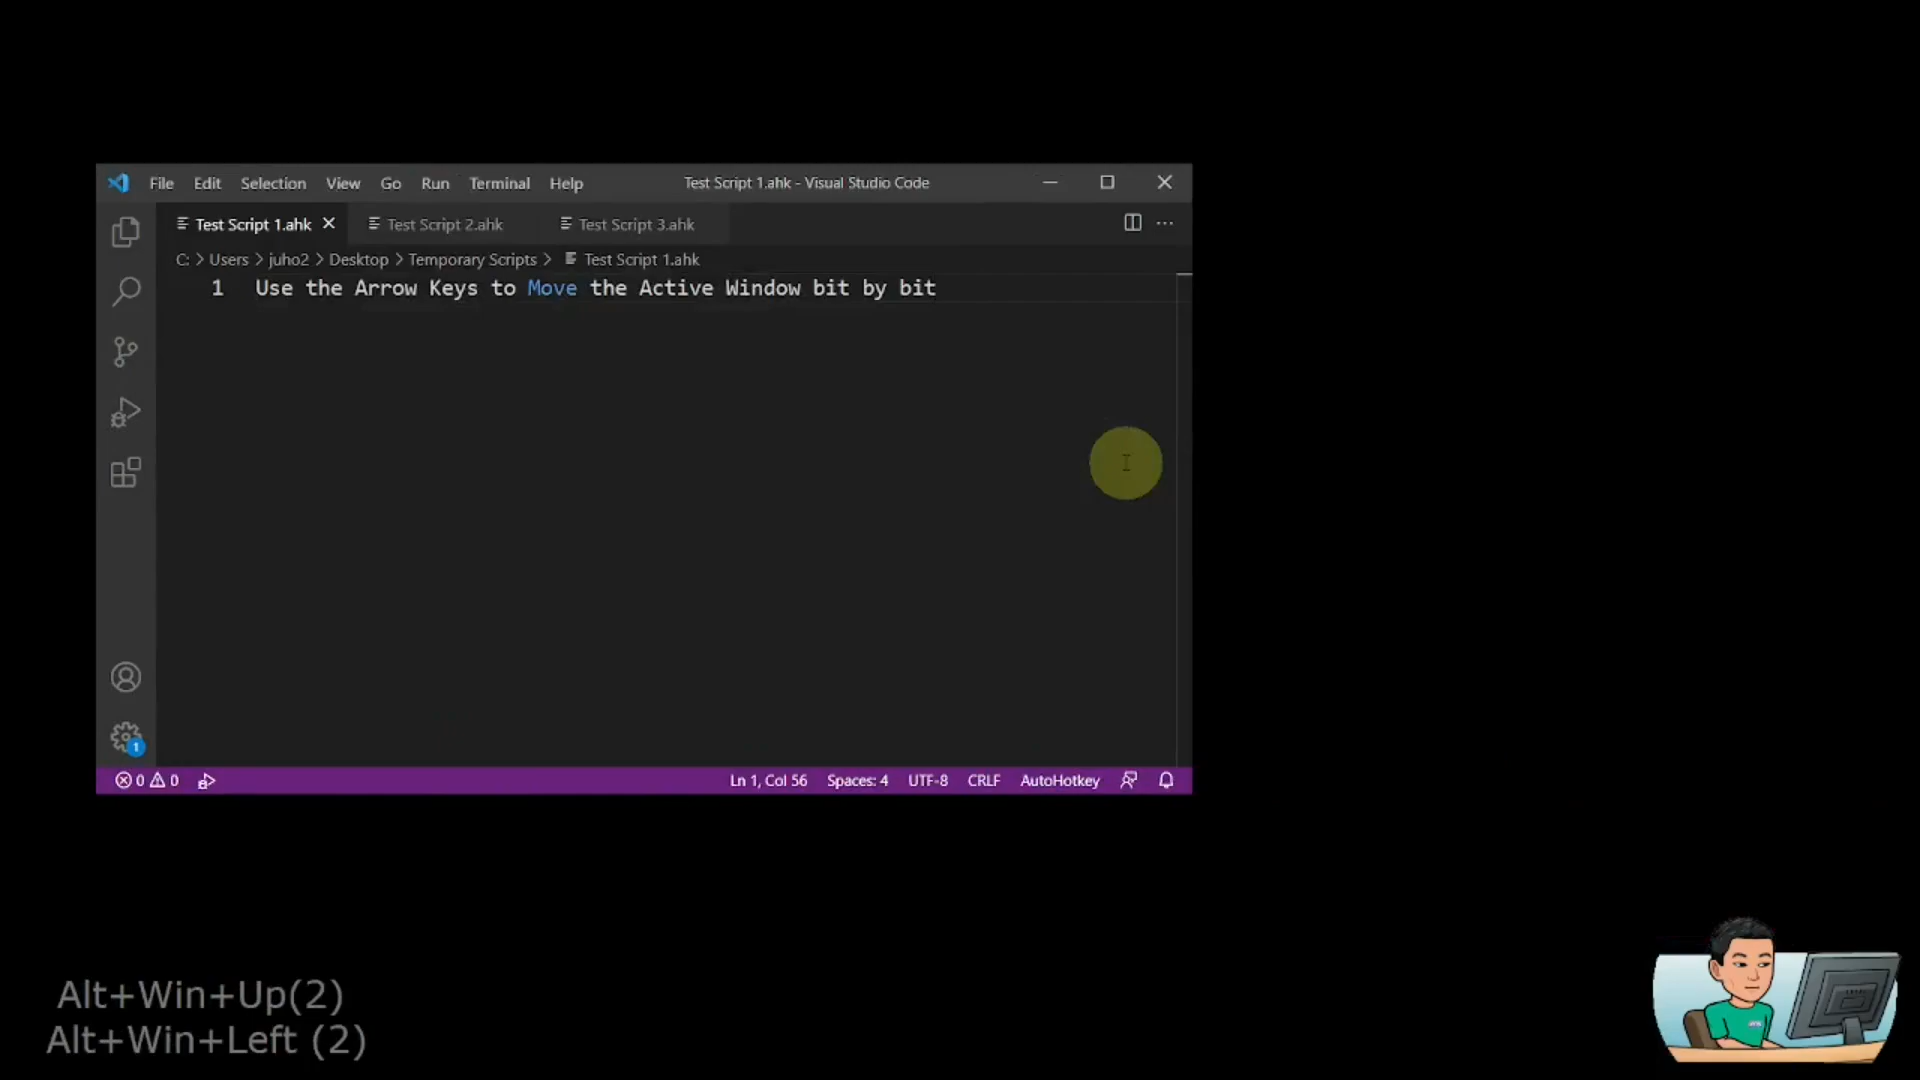 File Edit Selection View Go Run Terminal Help Test Script 1.ahk - Visual Studio Code
Test Script 1.ahk Test Script 2.ahk Test Script 3.ahk
C: > Users > juho2 > Desktop > Temporary Scripts > Test Script 1.ahk
1 Use the Arrow Keys to Move the Active Window bit by bit
1
0 0 Ln 1, Col 56 Spaces: 4 UTF-8 CRLF AutoHotkey
Alt+Win+Up(2)
Alt+Win+Left (2)